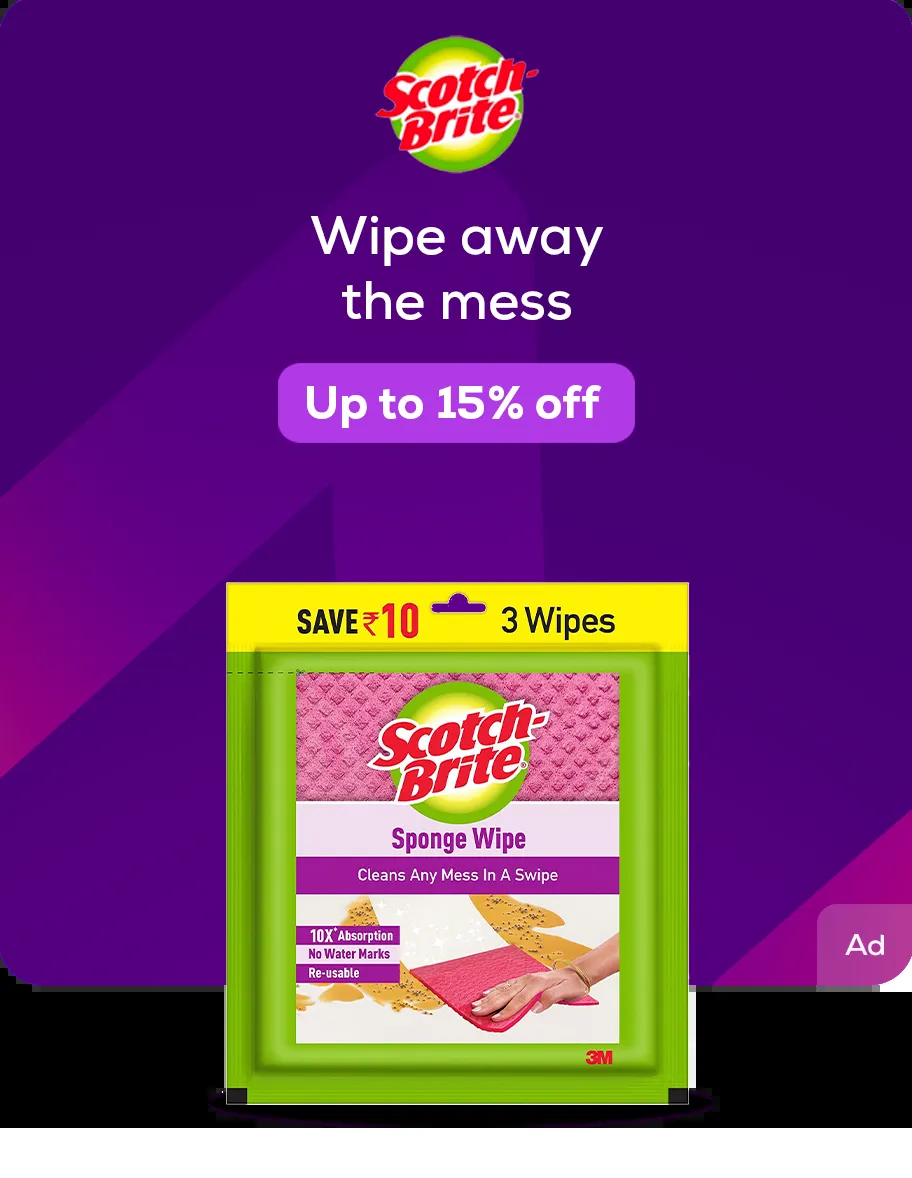 Scotch-
Brite
Wipe away
the mess
Up to 15% off
SAVE ₹10 3 Wipes
Scotch-
Brite®
Sponge Wipe
Cleans Any Mess In A Swipe
10X* Absorption
No Water Marks
Re-usable
Ad
3M